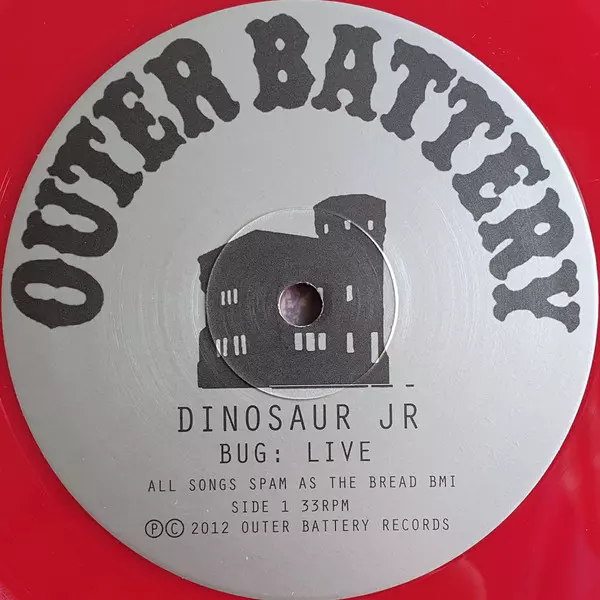 OUTER BATTERY
DINOSAUR JR
BUG: LIVE
ALL SONGS SPAM AS THE BREAD BMI
SIDE 1 33RPM
ⓅⒸ 2012 OUTER BATTERY RECORDS